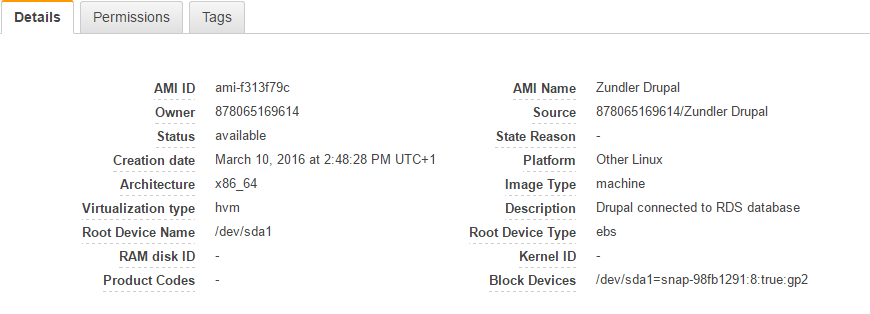 Details Permissions Tags
AMI ID ami-f313f79c AMI Name Zundler Drupal
Owner 878065169614 Source 878065169614/Zundler Drupal
Status available State Reason -
Creation date March 10, 2016 at 2:48:28 PM UTC+1 Platform Other Linux
Architecture x86_64 Image Type machine
Virtualization type hvm Description Drupal connected to RDS database
Root Device Name /dev/sda1 Root Device Type ebs
RAM disk ID - Kernel ID -
Product Codes - Block Devices /dev/sda1=snap-98fb1291:8:true:gp2